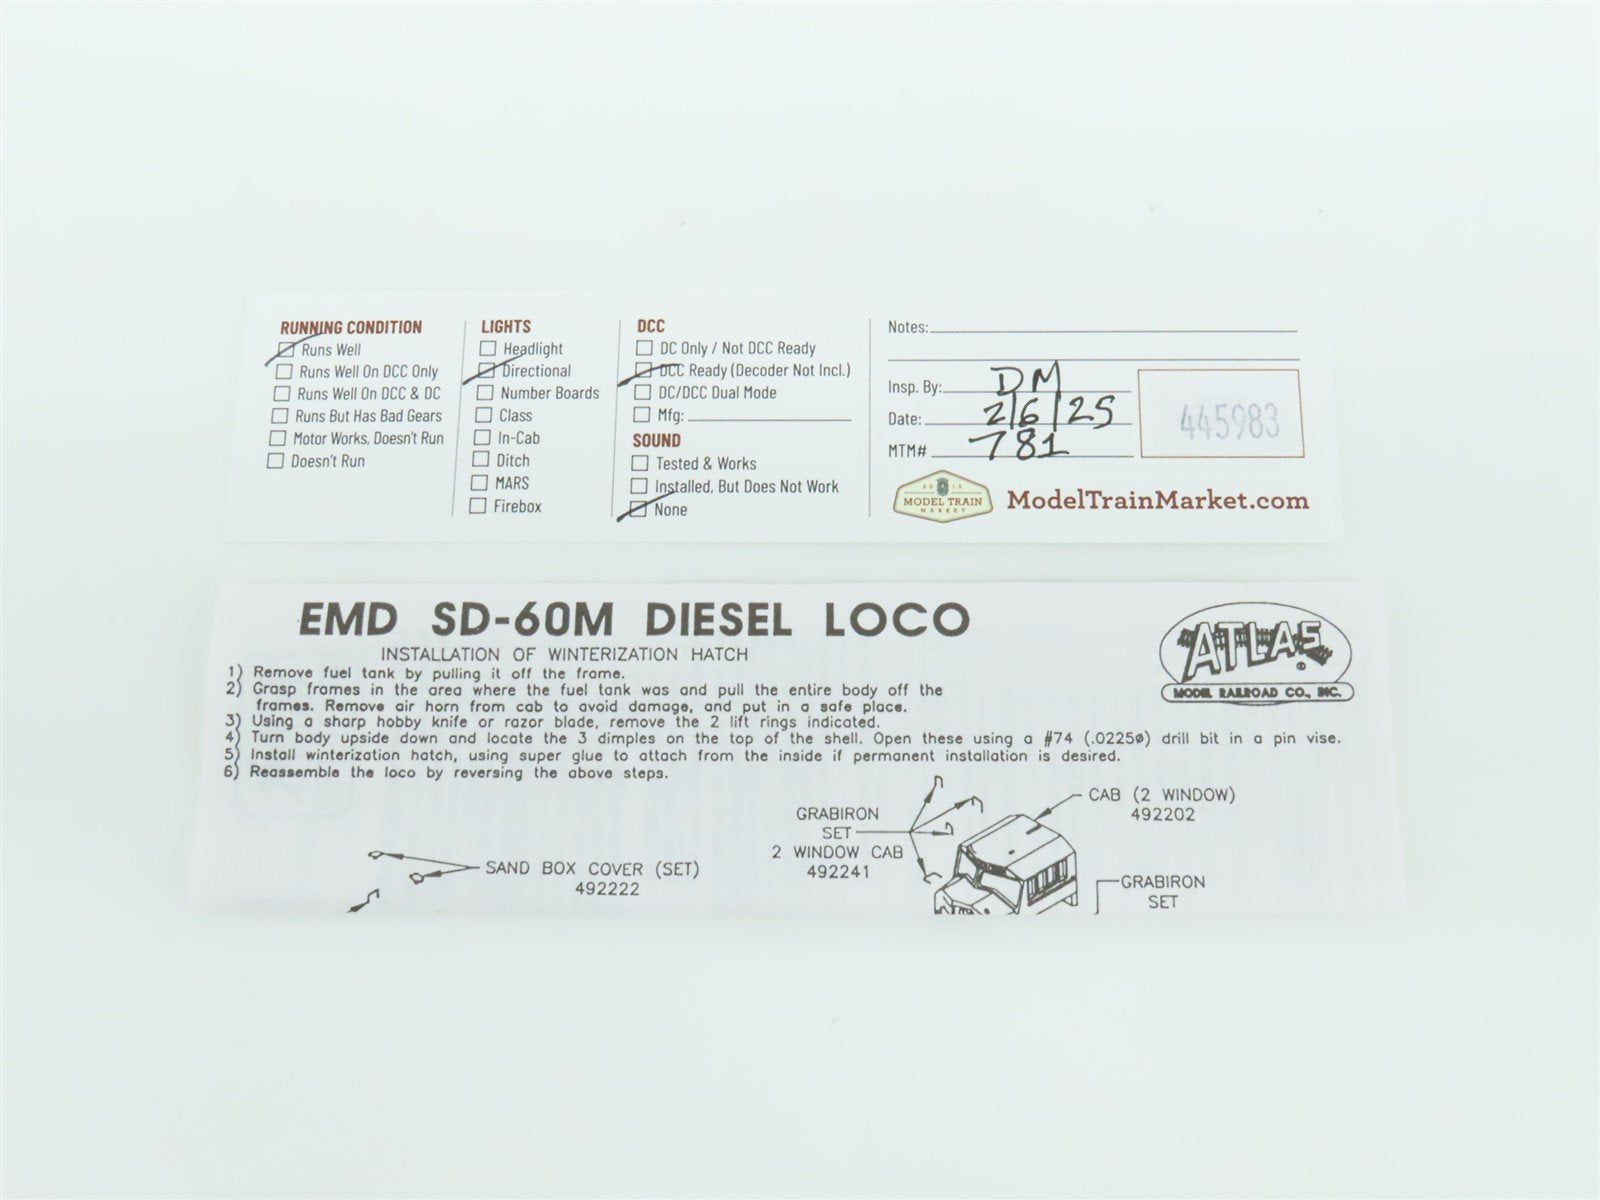 RUNNING CONDITION
Runs Well
Runs Well On DCC Only
Runs Well On DCC & DC
Runs But Has Bad Gears
Motor Works, Doesn't Run
Doesn't Run
LIGHTS
Headlight
Directional
Number Boards
Class
In-Cab
Ditch
MARS
Firebox
DCC
DC Only / Not DCC Ready
DCC Ready (Decoder Not Incl.)
DC/DCC Dual Mode
Mfg:
SOUND
Tested & Works
Installed, But Does Not Work
None
Notes:
Insp. By: DM
Date: 2/6/25
MTM# 781
445983
2015
MODEL TRAIN
MARKET
ModelTrainMarket.com
EMD SD-60M DIESEL LOCO
INSTALLATION OF WINTERIZATION HATCH
1) Remove fuel tank by pulling it off the frame.
2) Grasp frames in the area where the fuel tank was and pull the entire body off the
frames. Remove air horn from cab to avoid damage, and put in a safe place.
3) Using a sharp hobby knife or razor blade, remove the 2 lift rings indicated.
4) Turn body upside down and locate the 3 dimples on the top of the shell. Open these using a #74 (.0225ø) drill bit in a pin vise.
5) Install winterization hatch, using super glue to attach from the inside if permanent installation is desired.
6) Reassemble the loco by reversing the above steps.
ATLAS
®
MODEL RAILROAD CO., INC.
SAND BOX COVER (SET)
492222
GRABIRON
SET
2 WINDOW CAB
492241
CAB (2 WINDOW)
492202
GRABIRON
SET